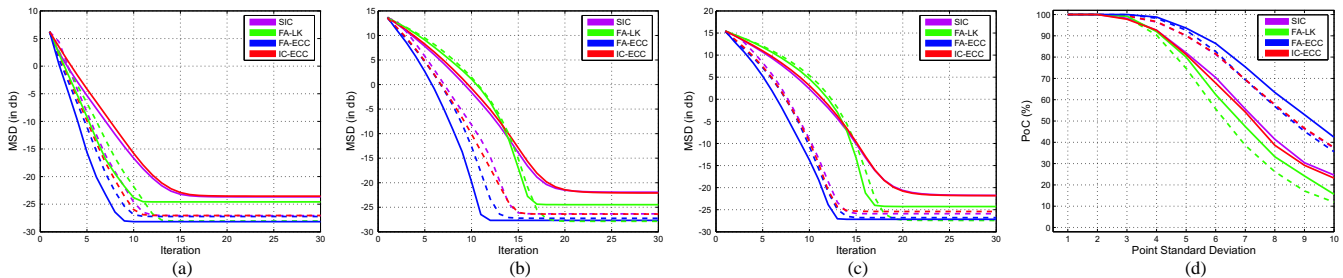 10
5
0
-5
-10
-15
-20
-25
-30
MSD (in db)
0 5 10 15 20 25 30
Iteration
SIC
FA-LK
FA-ECC
IC-ECC
(a)
15
10
5
0
-5
-10
-15
-20
-25
-30
MSD (in db)
0 5 10 15 20 25 30
Iteration
SIC
FA-LK
FA-ECC
IC-ECC
(b)
20
15
10
5
0
-5
-10
-15
-20
-25
-30
MSD (in db)
0 5 10 15 20 25 30
Iteration
SIC
FA-LK
FA-ECC
IC-ECC
(c)
100
90
80
70
60
50
40
30
20
10
0
PoC (%)
1 2 3 4 5 6 7 8 9 10
Point Standard Deviation
SIC
FA-LK
FA-ECC
IC-ECC
(d)